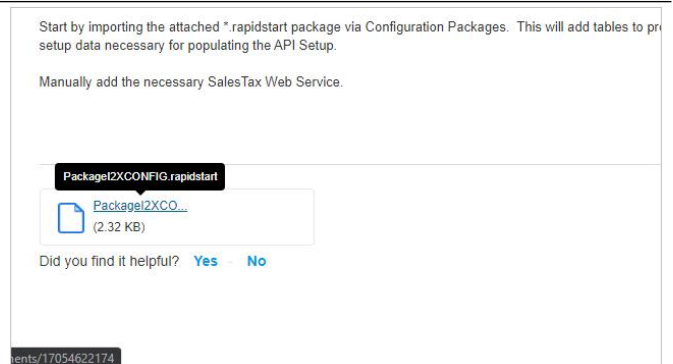 Start by importing the attached *.rapidstart package via Configuration Packages.  This will add tables to
setup data necessary for populating the API Setup.
Manually add the necessary SalesTax Web Service.
PackageI2XCONFIG.rapidstart
PackageI2XCO...
(2.32 KB)
Did you find it helpful? Yes - No
ents/17054622174